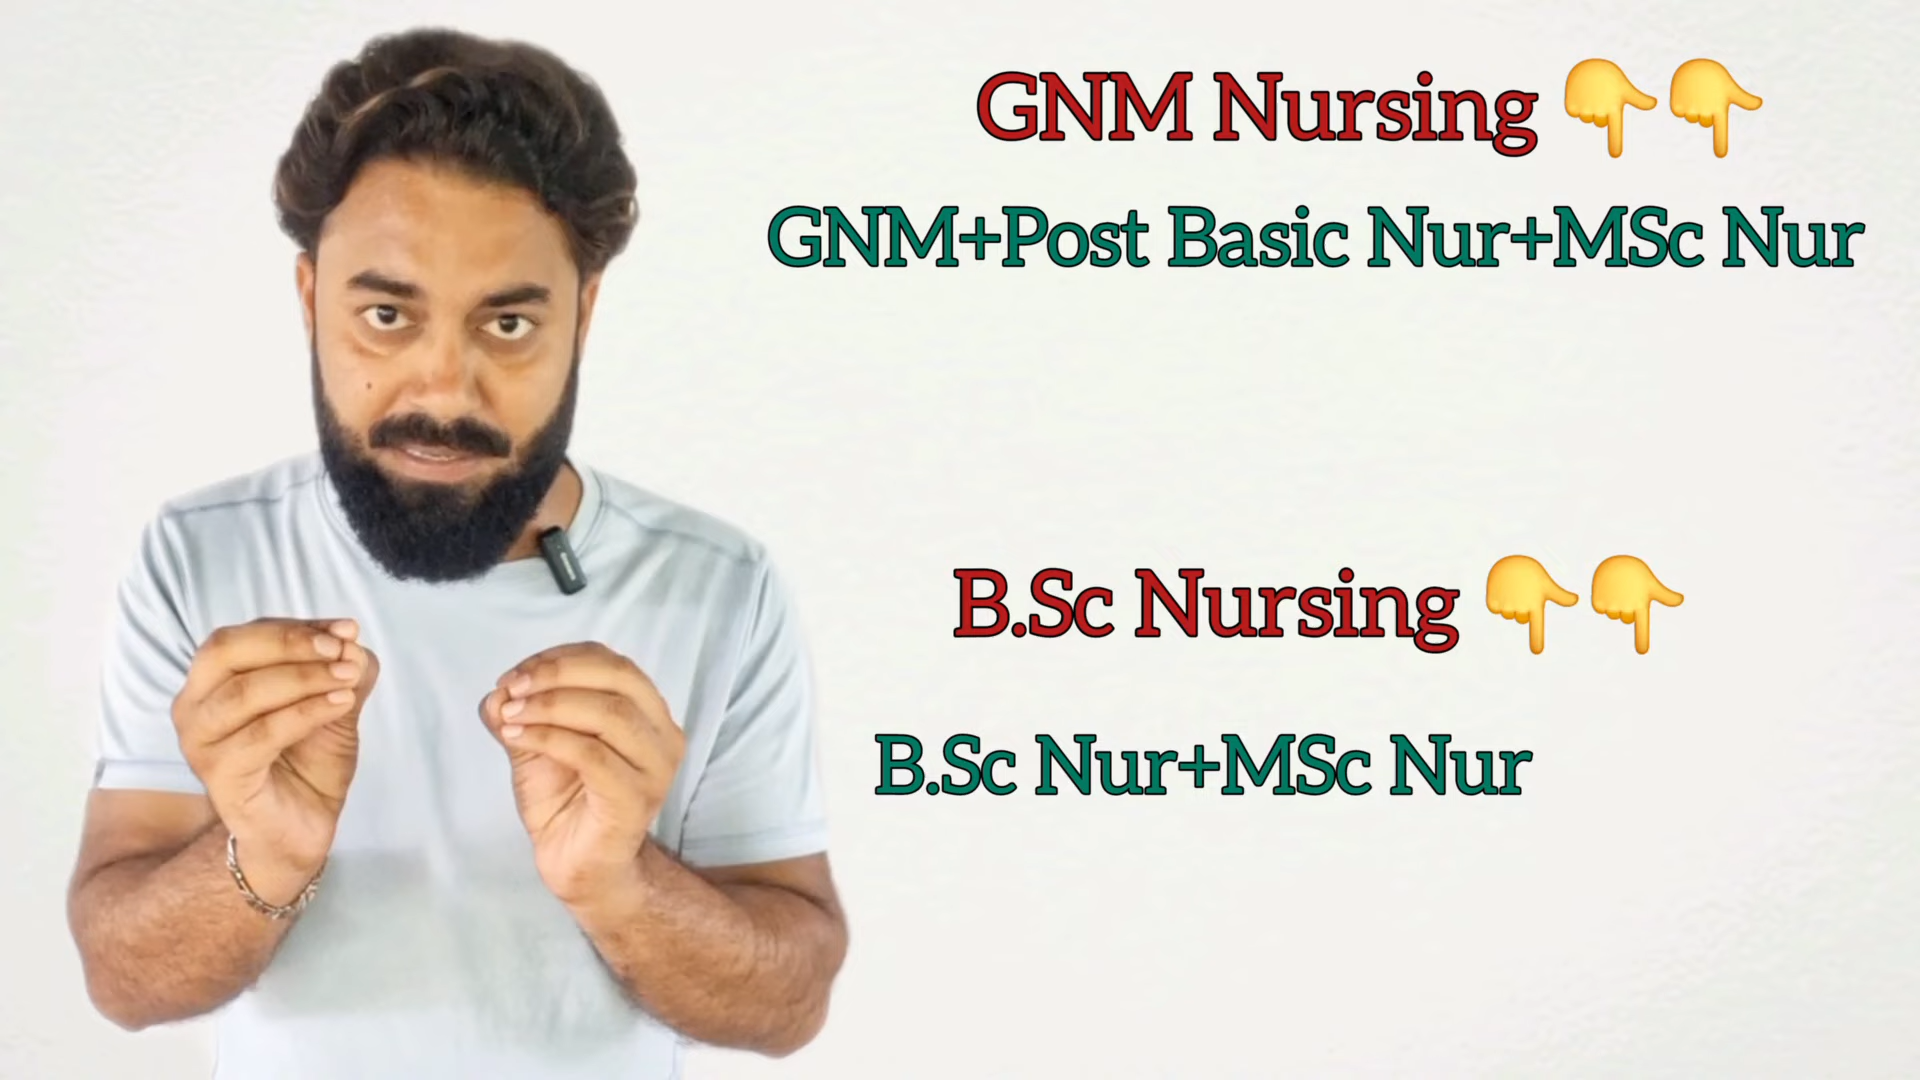 GNM Nursing 👇👇
GNM+Post Basic Nur+MSc Nur
B.Sc Nursing 👇👇
B.Sc Nur+MSc Nur